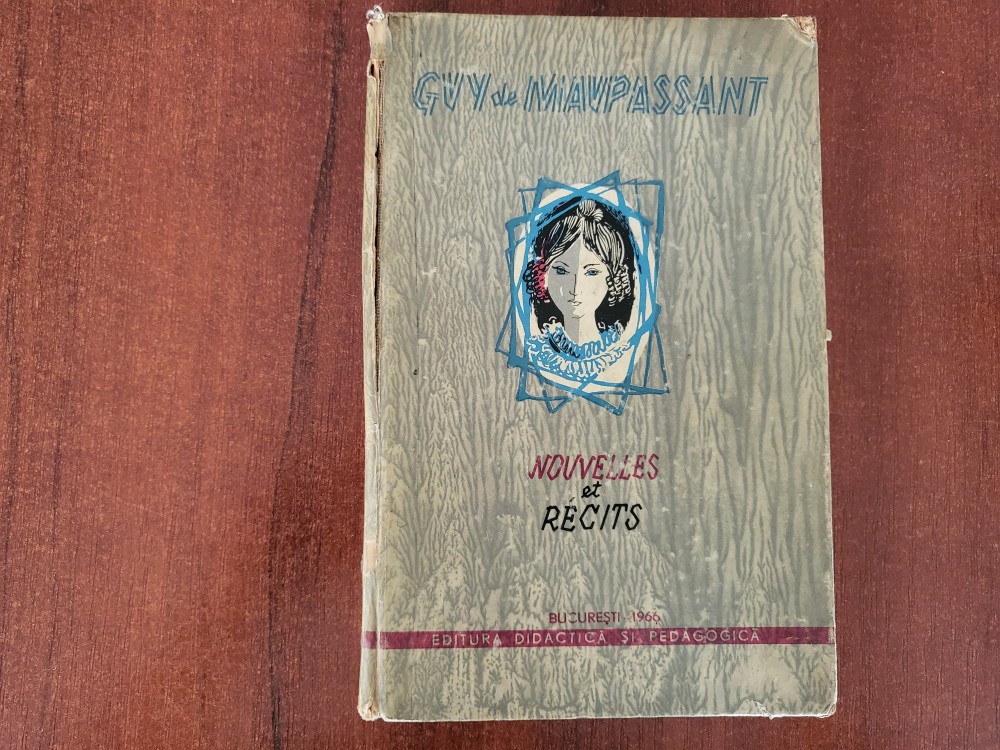 GUY de MAUPASSANT
NOUVELLES
et
RÉCITS
BUCUREȘTI - 1966
EDITURA DIDACTICĂ ȘI PEDAGOGICĂ